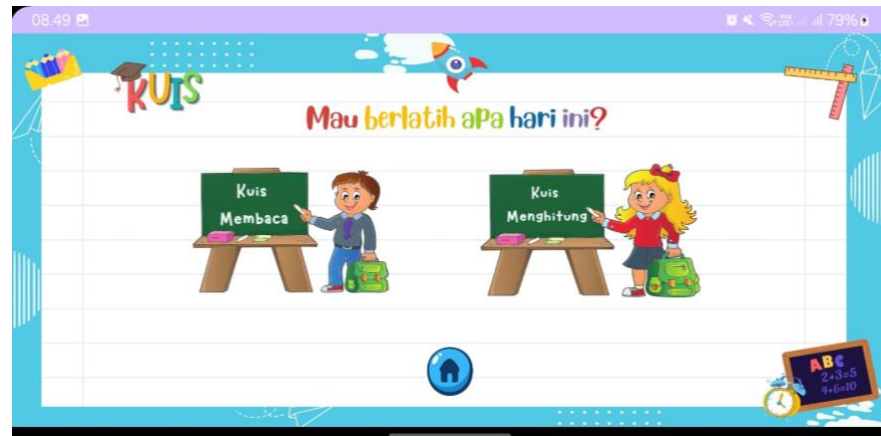 08.49
79%
KUIS
Mau berlatih apa hari ini?
Kuis
Membaca
Kuis
Menghitung
ABC
2+3=5
4+6=10